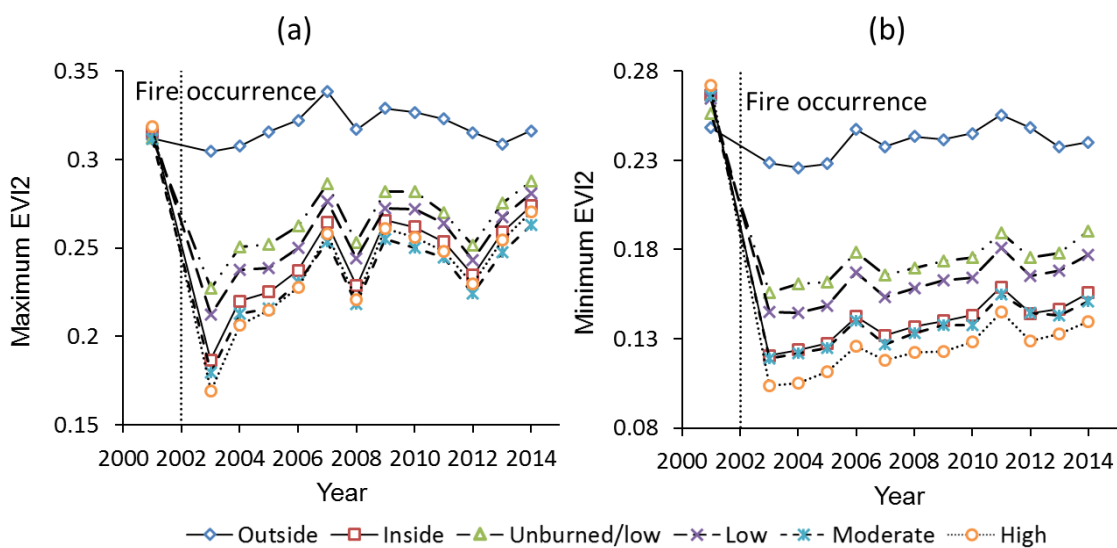 (a)
Maximum EVI2
0.35
0.3
0.25
0.2
0.15
Fire occurrence
2000 2002 2004 2006 2008 2010 2012 2014
Year
(b)
Minimum EVI2
0.28
0.23
0.18
0.13
0.08
Fire occurrence
2000 2002 2004 2006 2008 2010 2012 2014
Year
Outside Inside Unburned/low Low Moderate High